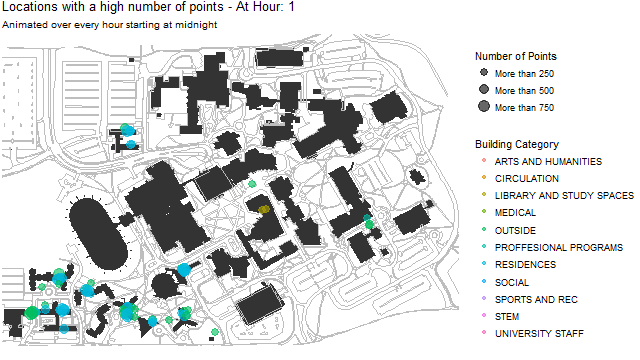 Locations with a high number of points - At Hour: 1
Animated over every hour starting at midnight
Number of Points
More than 250
More than 500
More than 750
Building Category
ARTS AND HUMANITIES
CIRCULATION
LIBRARY AND STUDY SPACES
MEDICAL
OUTSIDE
PROFFESIONAL PROGRAMS
RESIDENCES
SOCIAL
SPORTS AND REC
STEM
UNIVERSITY STAFF